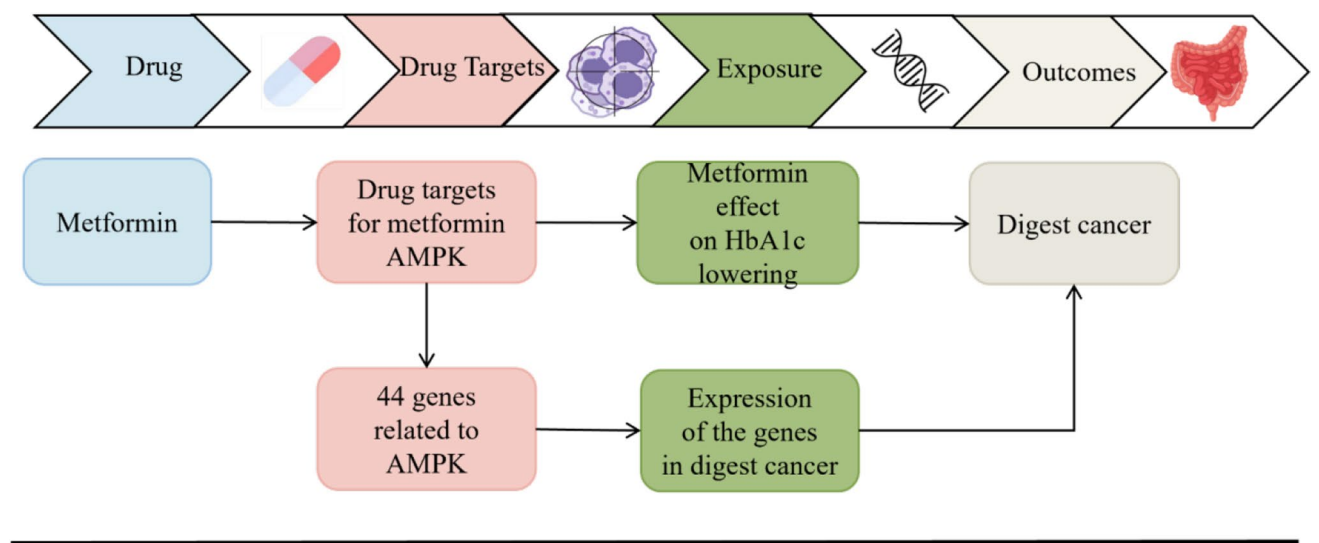 Drug
Drug Targets
Exposure
Outcomes
Metformin
Drug targets
for metformin
AMPK
Metformin
effect
on HbA1c
lowering
Digest cancer
44 genes
related to
AMPK
Expression
of the genes
in digest cancer